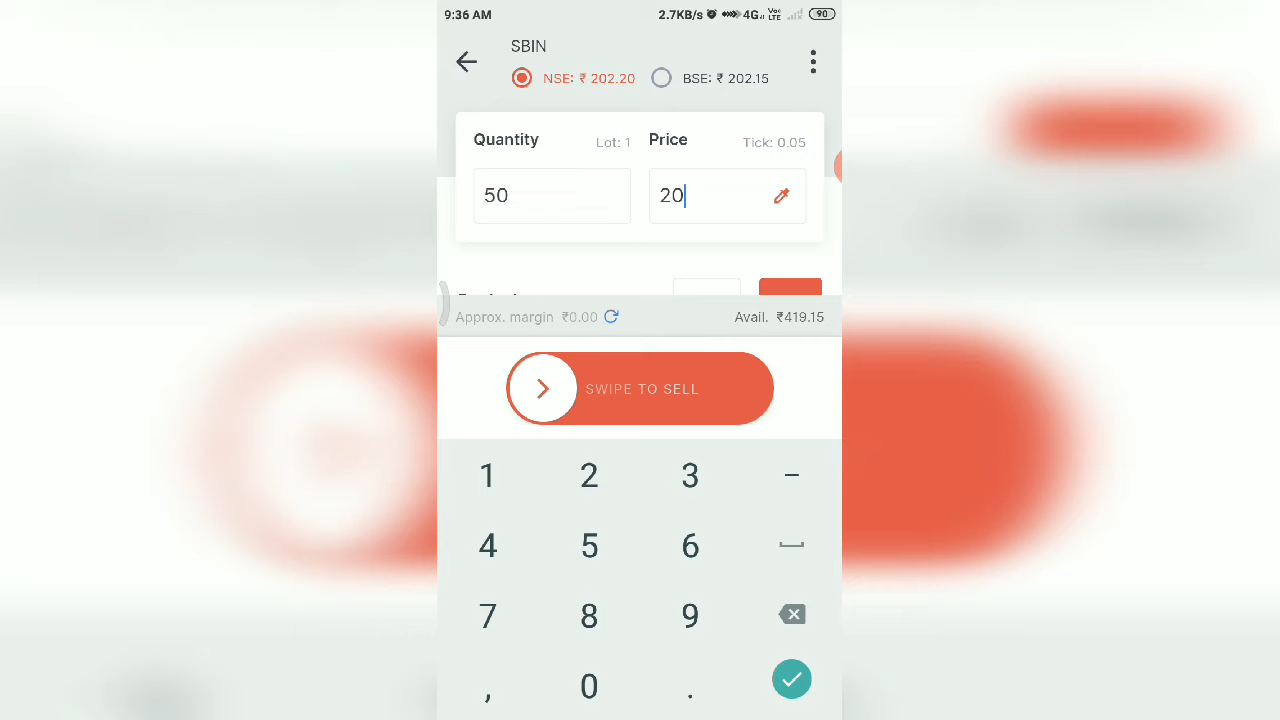 9:36 AM 2.7KB/s 4G Vo LTE 90
SBIN
NSE: ₹ 202.20 BSE: ₹ 202.15
Quantity Lot: 1 Price Tick: 0.05
50 20
Approx. margin ₹0.00 Avail. ₹419.15
SWIPE TO SELL
1 2 3 –
4 5 6
7 8 9
, 0 .